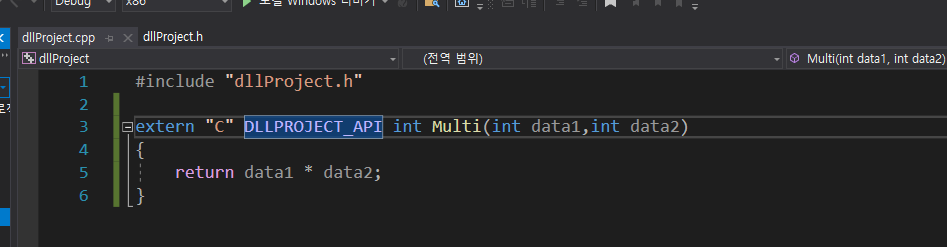 Debug x86 로컬 Windows 디버거
dllProject.cpp dllProject.h
dllProject (전역 범위) Multi(int data1, int data2)
1 #include "dllProject.h"
2
3 extern "C" DLLPROJECT_API int Multi(int data1,int data2)
4 {
5 return data1 * data2;
6 }